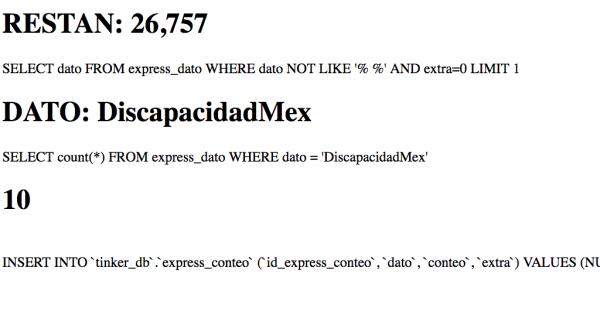 RESTAN: 26,757
SELECT dato FROM express_dato WHERE dato NOT LIKE '% %' AND extra=0 LIMIT 1
DATO: DiscapacidadMex
SELECT count(*) FROM express_dato WHERE dato = 'DiscapacidadMex'
10
INSERT INTO `tinker_db`.`express_conteo` (`id_express_conteo`,`dato`,`conteo`,`extra`) VALUES (NU